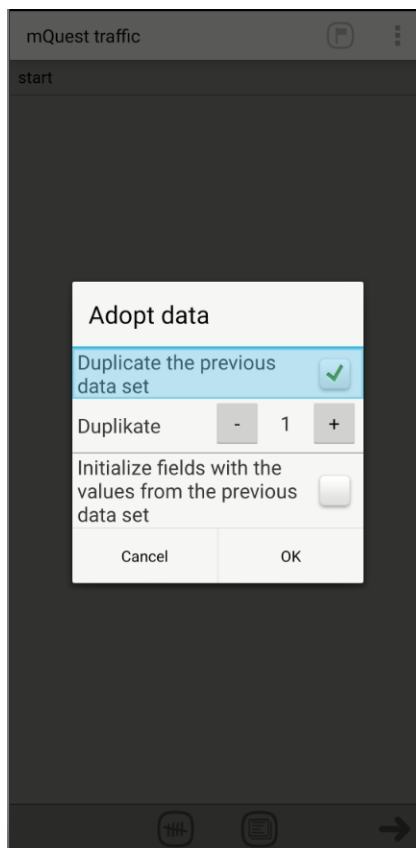 mQuest traffic
start
Adopt data
Duplicate the previous
data set
Duplikate - 1 +
Initialize fields with the
values from the previous
data set
Cancel OK